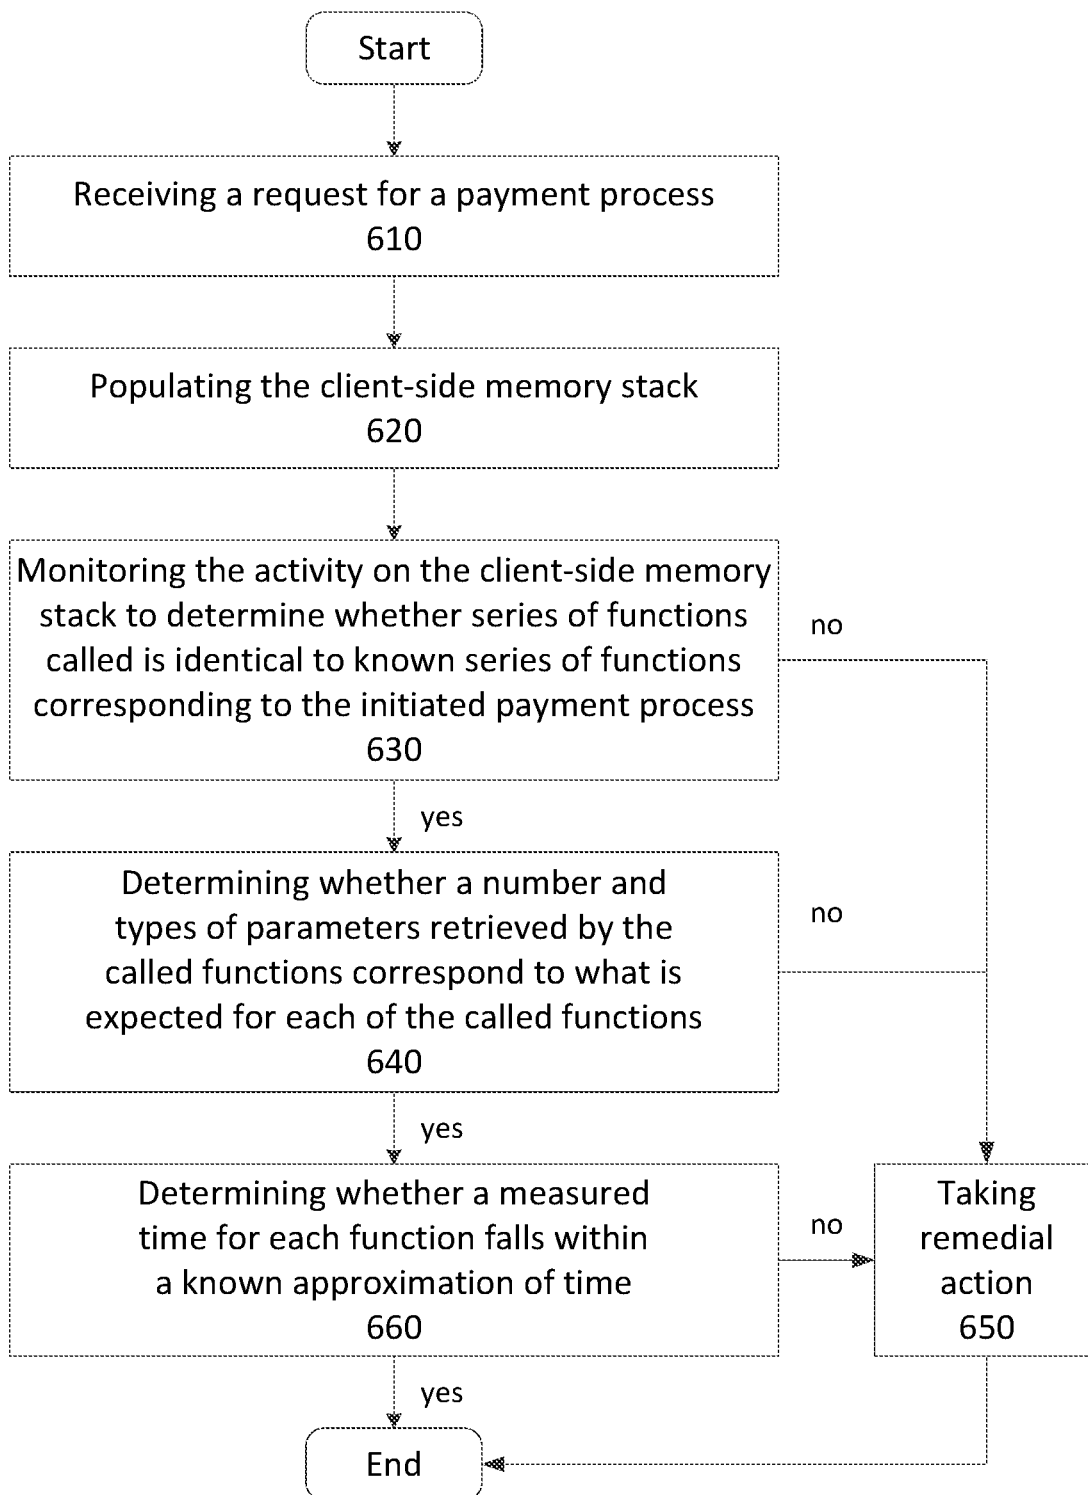 Start
Receiving a request for a payment process
610
Populating the client-side memory stack
620
Monitoring the activity on the client-side memory
stack to determine whether series of functions
called is identical to known series of functions
corresponding to the initiated payment process
630
no
yes
Determining whether a number and
types of parameters retrieved by the
called functions correspond to what is
expected for each of the called functions
640
no
yes
Determining whether a measured
time for each function falls within
a known approximation of time
660
no
Taking
remedial
action
650
yes
End